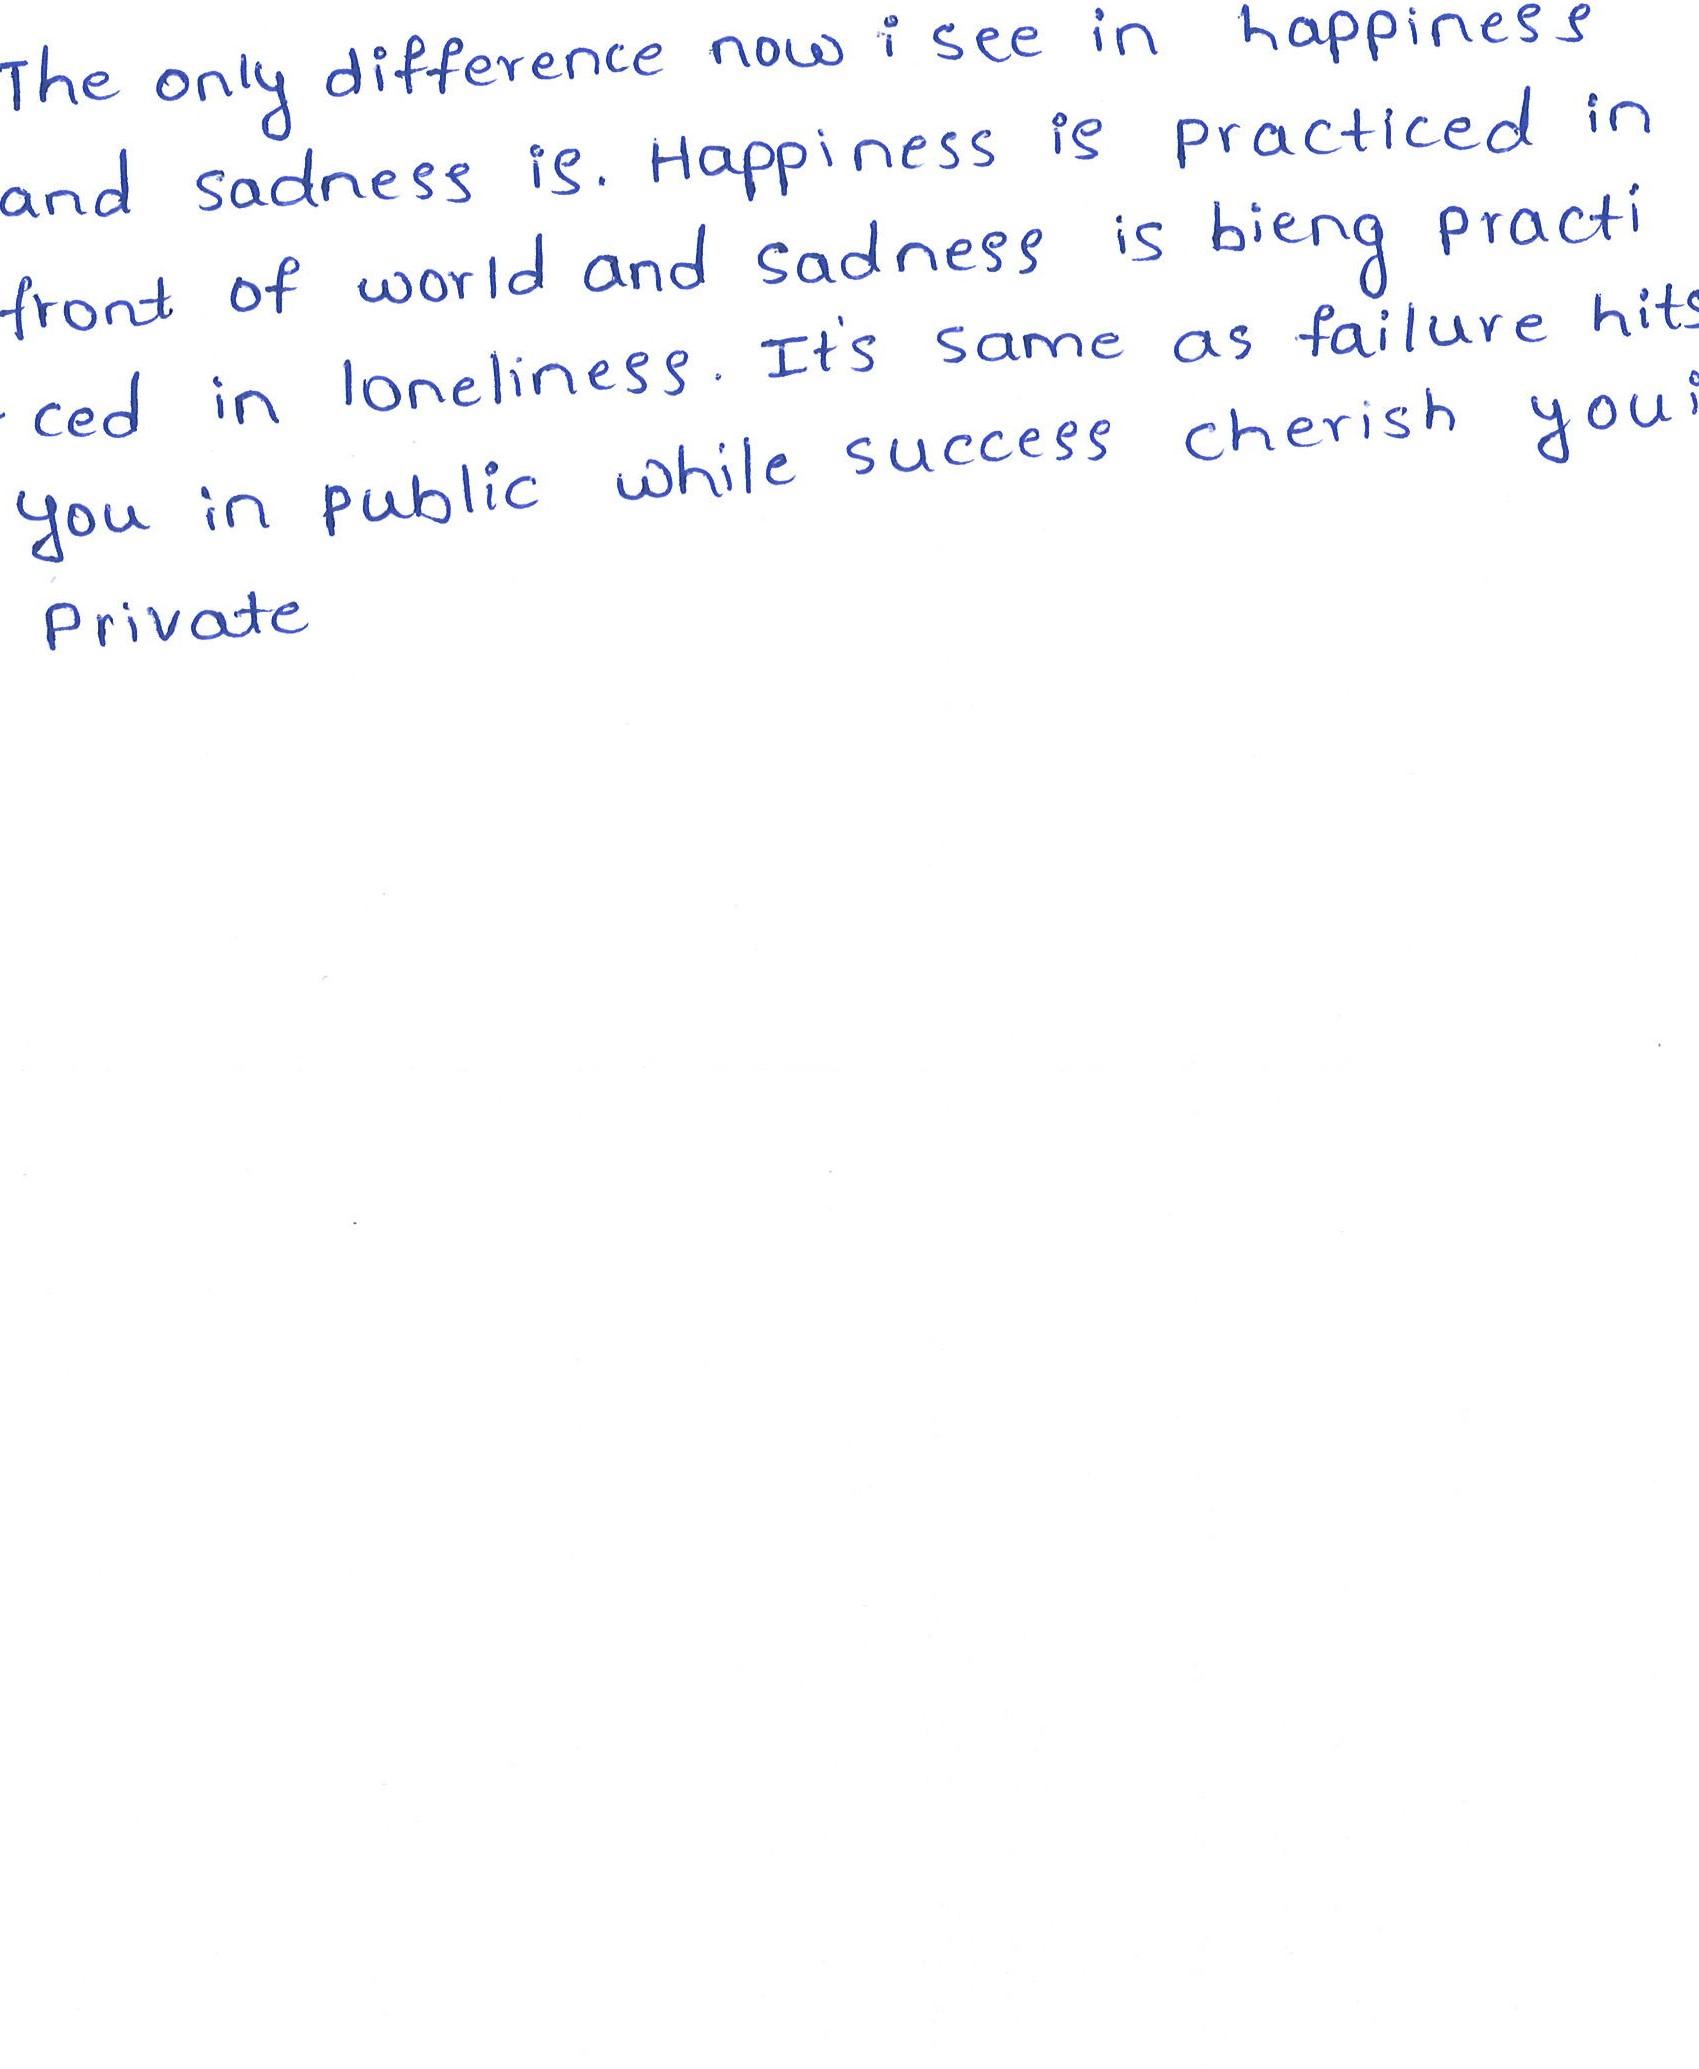 The only difference now i see in happiness
and sadness is. Happiness is practiced in
front of world and sadness is bieng practi
-ced in loneliness. It's same as failure hits
you in public while success cherish you i
Private